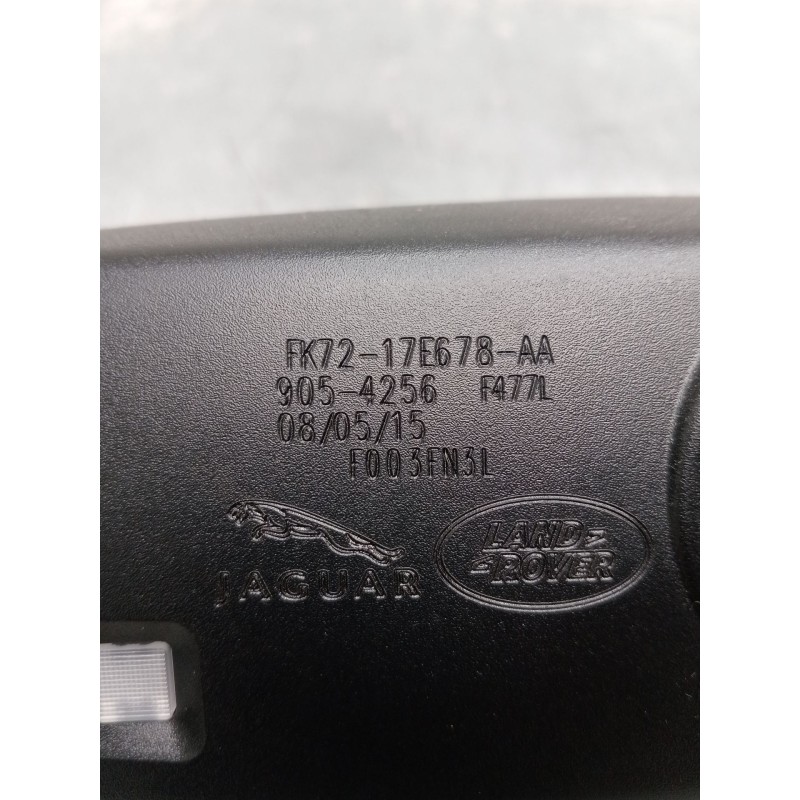 FK72-17E678-AA
905-4256 F477L
08/05/15
F003FN3L
JAGUAR
LAND
ROVER